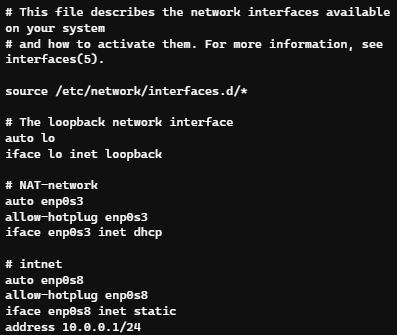 # This file describes the network interfaces available
on your system
# and how to activate them. For more information, see
interfaces(5).
source /etc/network/interfaces.d/*
# The loopback network interface
auto lo
iface lo inet loopback
# NAT-network
auto enp0s3
allow-hotplug enp0s3
iface enp0s3 inet dhcp
# intnet
auto enp0s8
allow-hotplug enp0s8
iface enp0s8 inet static
address 10.0.0.1/24